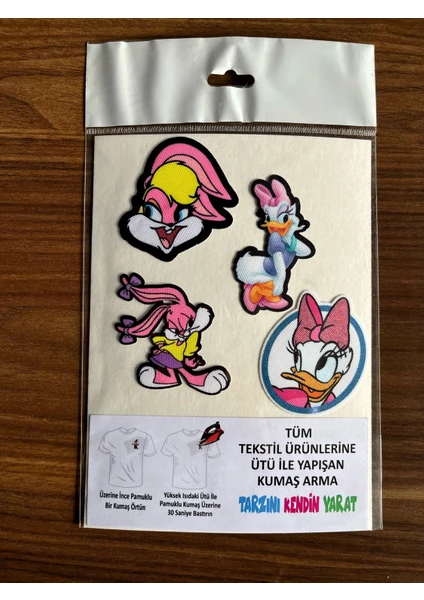 TÜM
TEKSTİL ÜRÜNLERİNE
ÜTÜ İLE YAPIŞAN
KUMAŞ ARMA
TARZINI KENDİN YARAT
Üzerine İnce Pamuklu
Bir Kumaş Örtün
Yüksek Isıdaki Ütü İle
Pamuklu Kumaş Üzerine
30 Saniye Bastırın